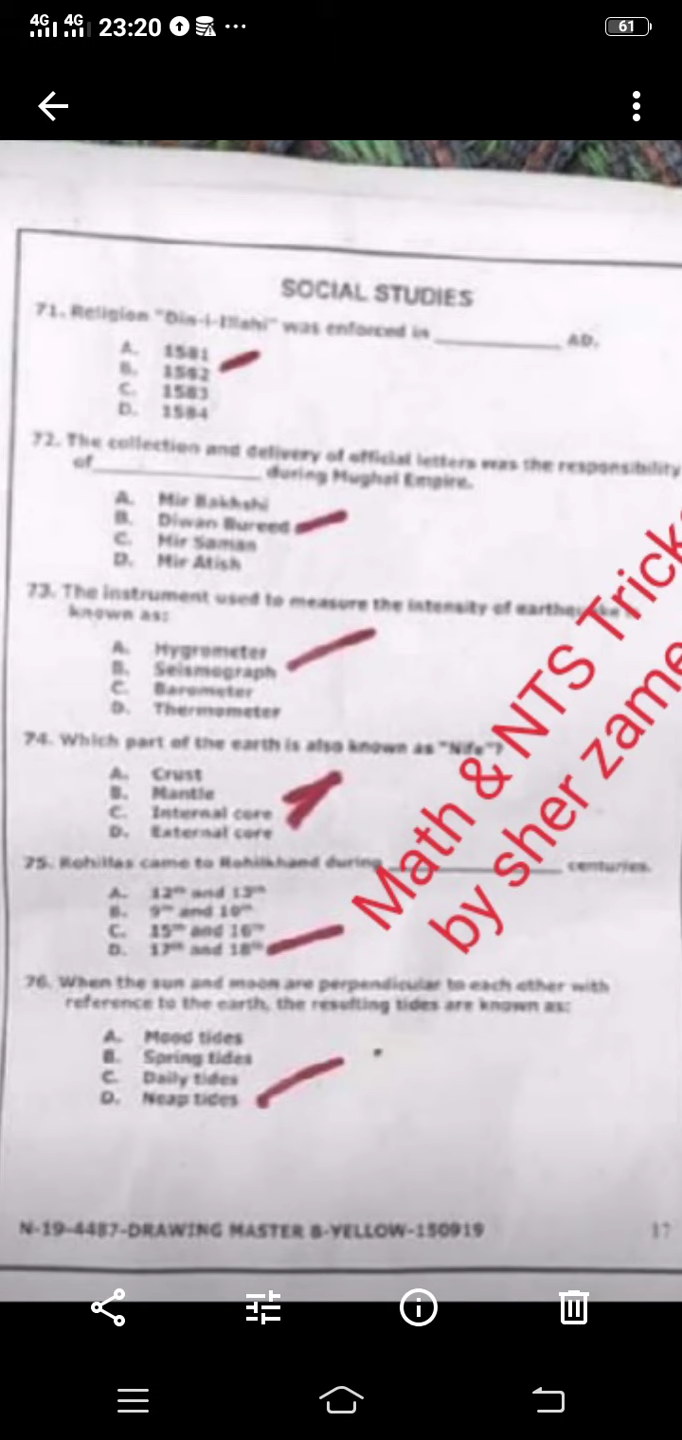 4G 4G 23:20 ... 61
SOCIAL STUDIES
71. Religion "Din-i-Illahi" was enforced in ____________ AD.
A. 1581
B. 1582
C. 1583
D. 1584
72. The collection and delivery of official letters was the responsibility
of ________________ during Mughal Empire.
A. Mir Bakhshi
B. Diwan Bureed
C. Mir Saman
D. Mir Atish
73. The instrument used to measure the intensity of earthquake is
known as:
A. Hygrometer
B. Seismograph
C. Barometer
D. Thermometer
74. Which part of the earth is also known as "Nife"?
A. Crust
B. Mantle
C. Internal core
D. External core
75. Rohillas came to Rohilkhand during ________________ centuries.
A. 12th and 13th
B. 9th and 10th
C. 15th and 16th
D. 17th and 18th
76. When the sun and moon are perpendicular to each other with
reference to the earth, the resulting tides are known as:
A. Mood tides
B. Spring tides
C. Daily tides
D. Neap tides
Math & NTS Trick
by sher zame
N-19-4487-DRAWING MASTER B-YELLOW-150919 17